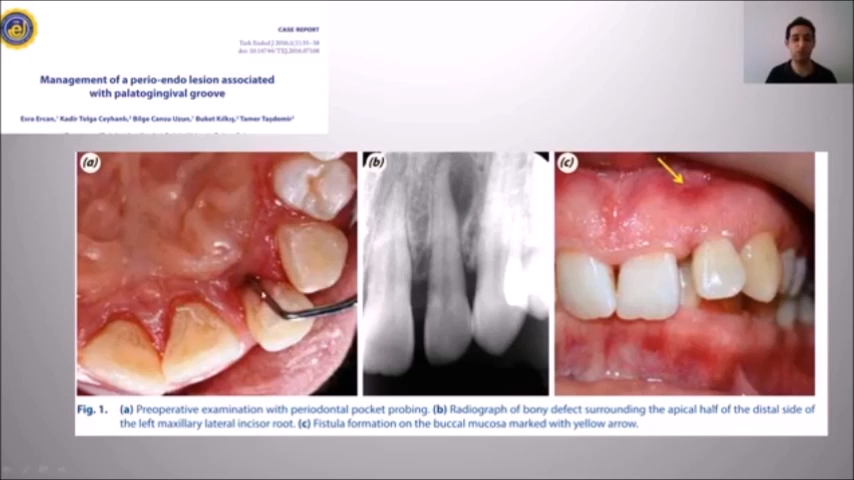 CASE REPORT
Management of a perio-endo lesion associated
with palatogingival groove
(a)
(b)
(c)
Fig. 1. (a) Preoperative examination with periodontal pocket probing. (b) Radiograph of bony defect surrounding the apical half of the distal side of
the left maxillary lateral incisor root. (c) Fistula formation on the buccal mucosa marked with yellow arrow.